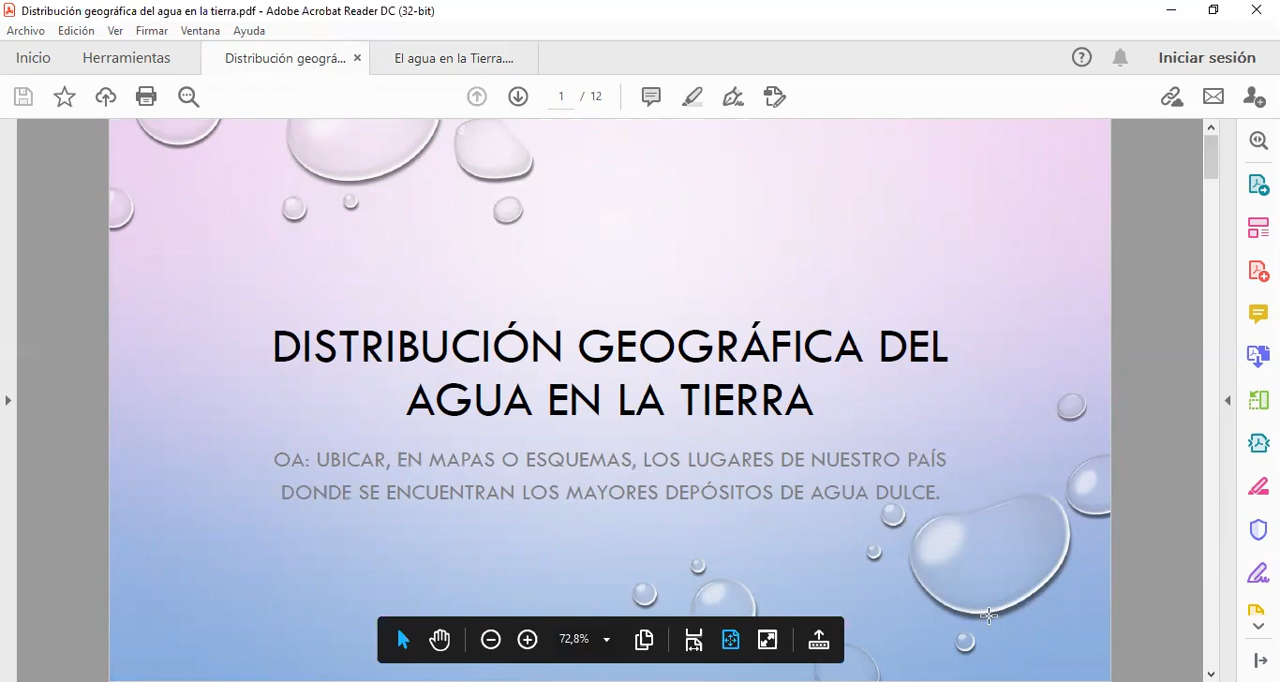 Distribución geográfica del agua en la tierra.pdf - Adobe Acrobat Reader DC (32-bit)
Archivo Edición Ver Firmar Ventana Ayuda
Inicio Herramientas Distribución geográ... El agua en la Tierra.... Iniciar sesión
1 / 12
DISTRIBUCIÓN GEOGRÁFICA DEL
AGUA EN LA TIERRA
OA: UBICAR, EN MAPAS O ESQUEMAS, LOS LUGARES DE NUESTRO PAÍS
DONDE SE ENCUENTRAN LOS MAYORES DEPÓSITOS DE AGUA DULCE.
72,8%